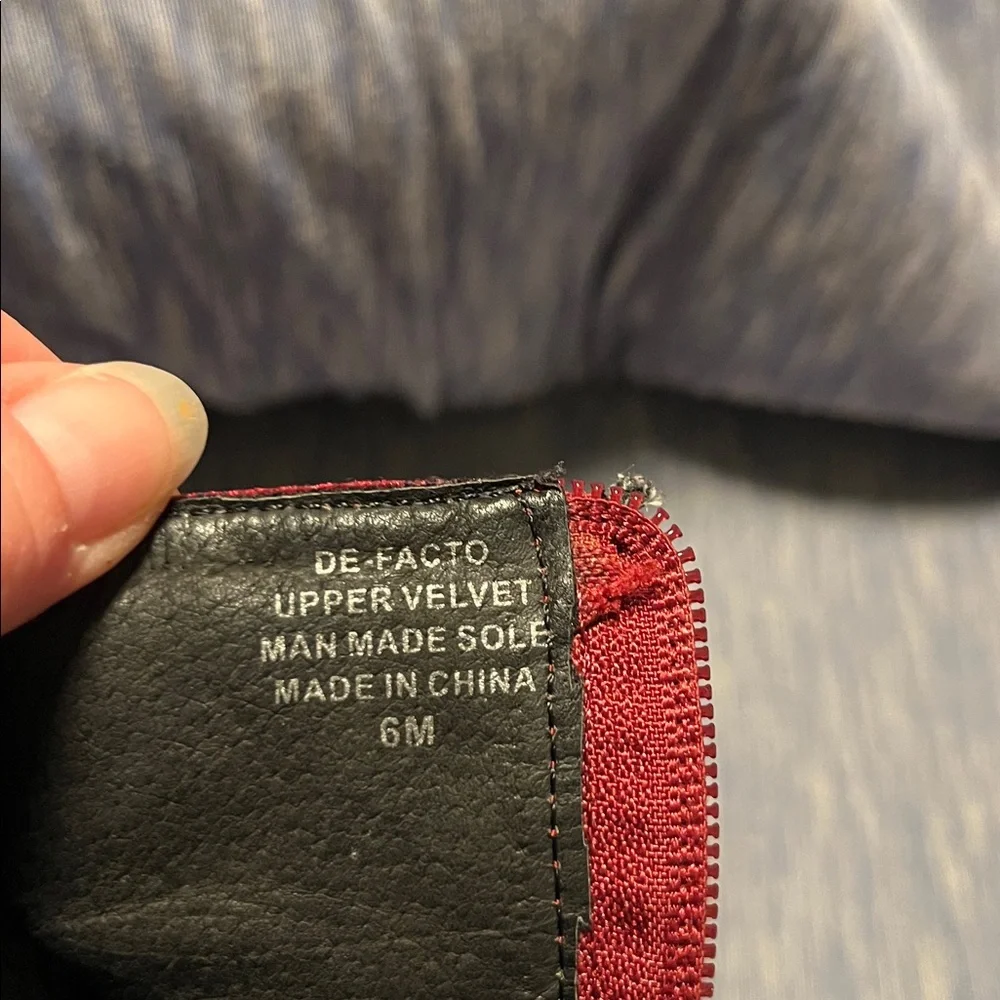 DE-FACTO
UPPER VELVET
MAN MADE SOLE
MADE IN CHINA
6M